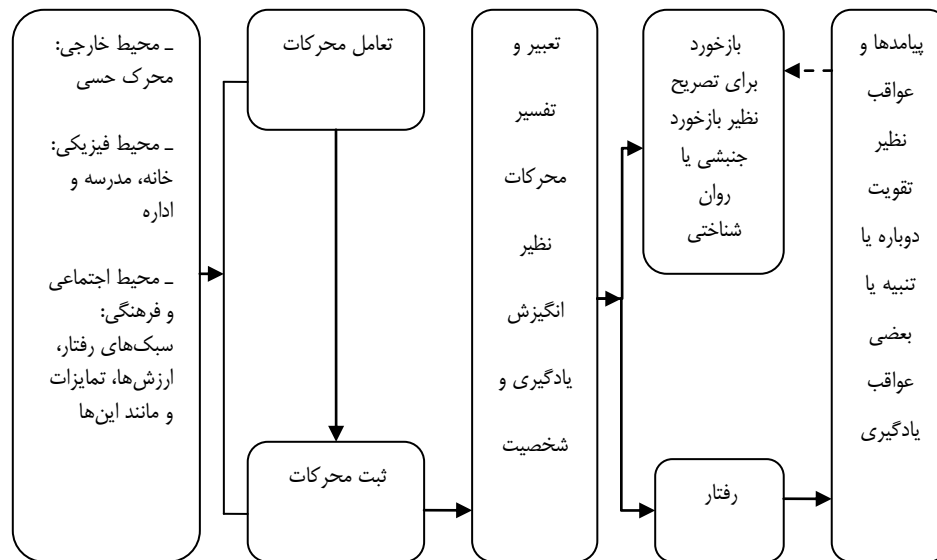 ـ محیط خارجی:
محرک حسی
ـ محیط فیزیکی:
خانه، مدرسه و
اداره
ـ محیط اجتماعی
و فرهنگی:
سبک‌های رفتار،
ارزش‌ها، تمایزات
و مانند این‌ها
تعامل محرکات
ثبت محرکات
تعبیر و
تفسیر
محرکات
نظیر
انگیزش
یادگیری و
شخصیت
بازخورد
برای تصریح
نظیر بازخورد
جنبشی یا
روان
شناختی
رفتار
پیامدها و
عواقب
نظیر
تقویت
دوباره یا
تنبیه یا
بعضی
عواقب
یادگیری